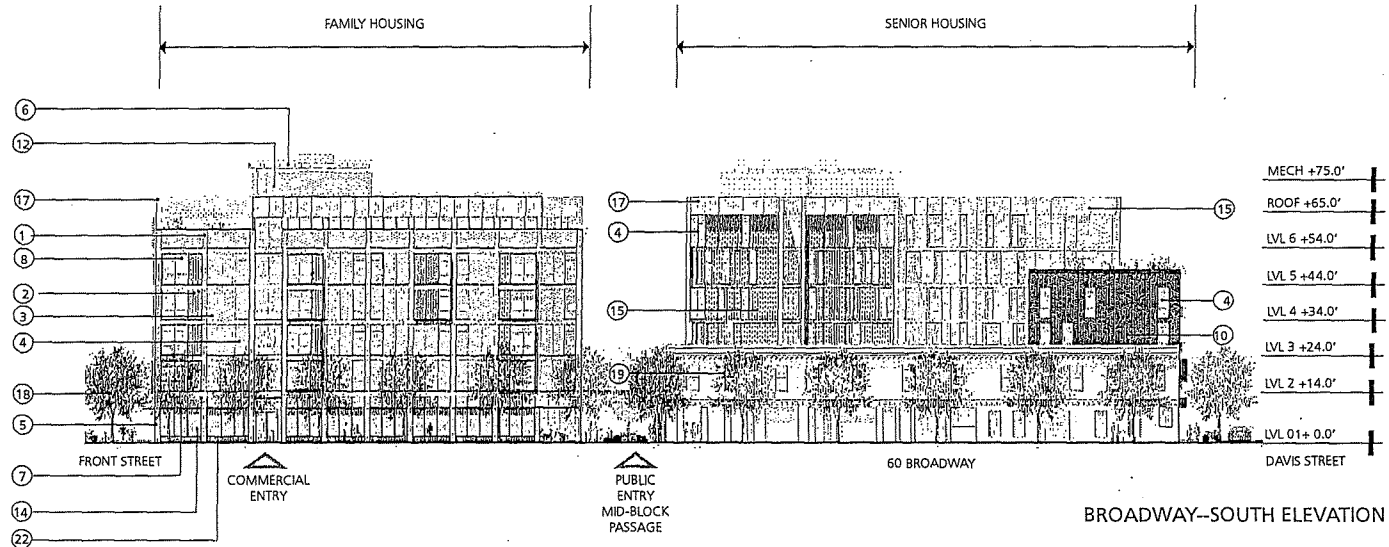 FAMILY HOUSING
SENIOR HOUSING
6
12
17
1
8
2
3
4
18
5
7
14
22
17
4
15
19
15
4
10
MECH +75.0'
ROOF +65.0'
LVL 6 +54.0'
LVL 5 +44.0'
LVL 4 +34.0'
LVL 3 +24.0'
LVL 2 +14.0'
LVL 01+ 0.0'
FRONT STREET
COMMERCIAL
ENTRY
PUBLIC
ENTRY
MID-BLOCK
PASSAGE
60 BROADWAY
DAVIS STREET
BROADWAY--SOUTH ELEVATION